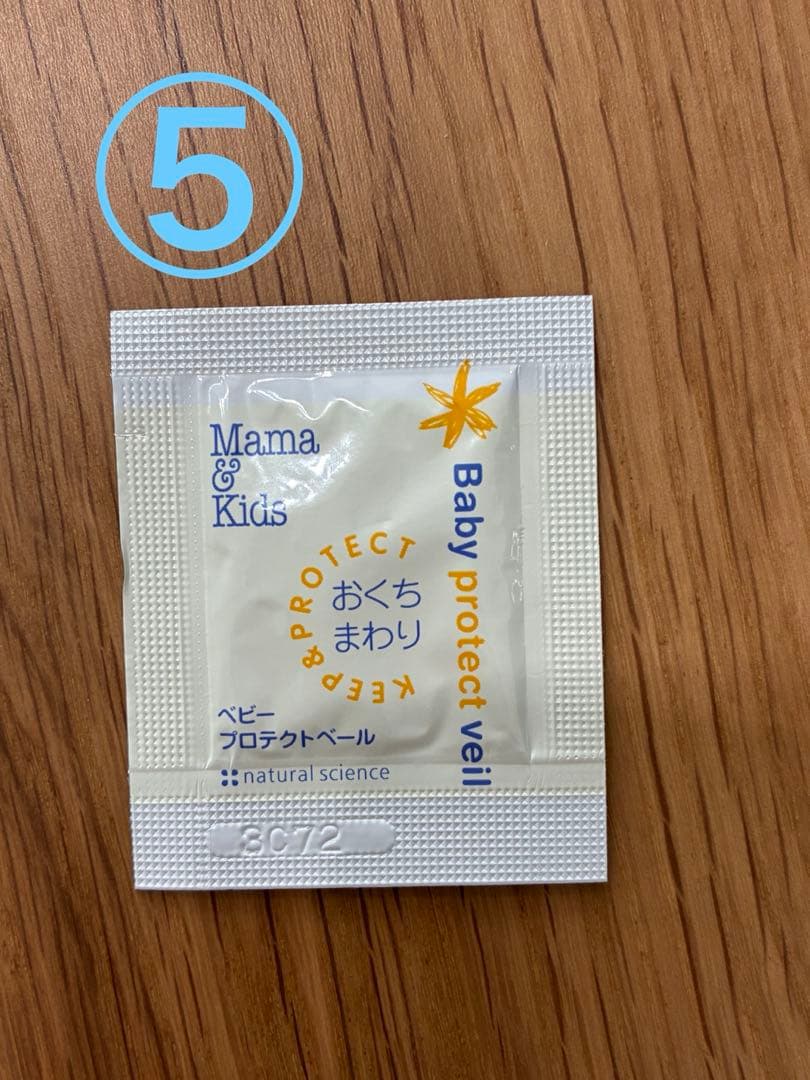 ⑤
Mama
&
Kids
Baby protect veil
KEEP&PROTECT
おくち
まわり
ベビー
プロテクトベール
natural science
3C72